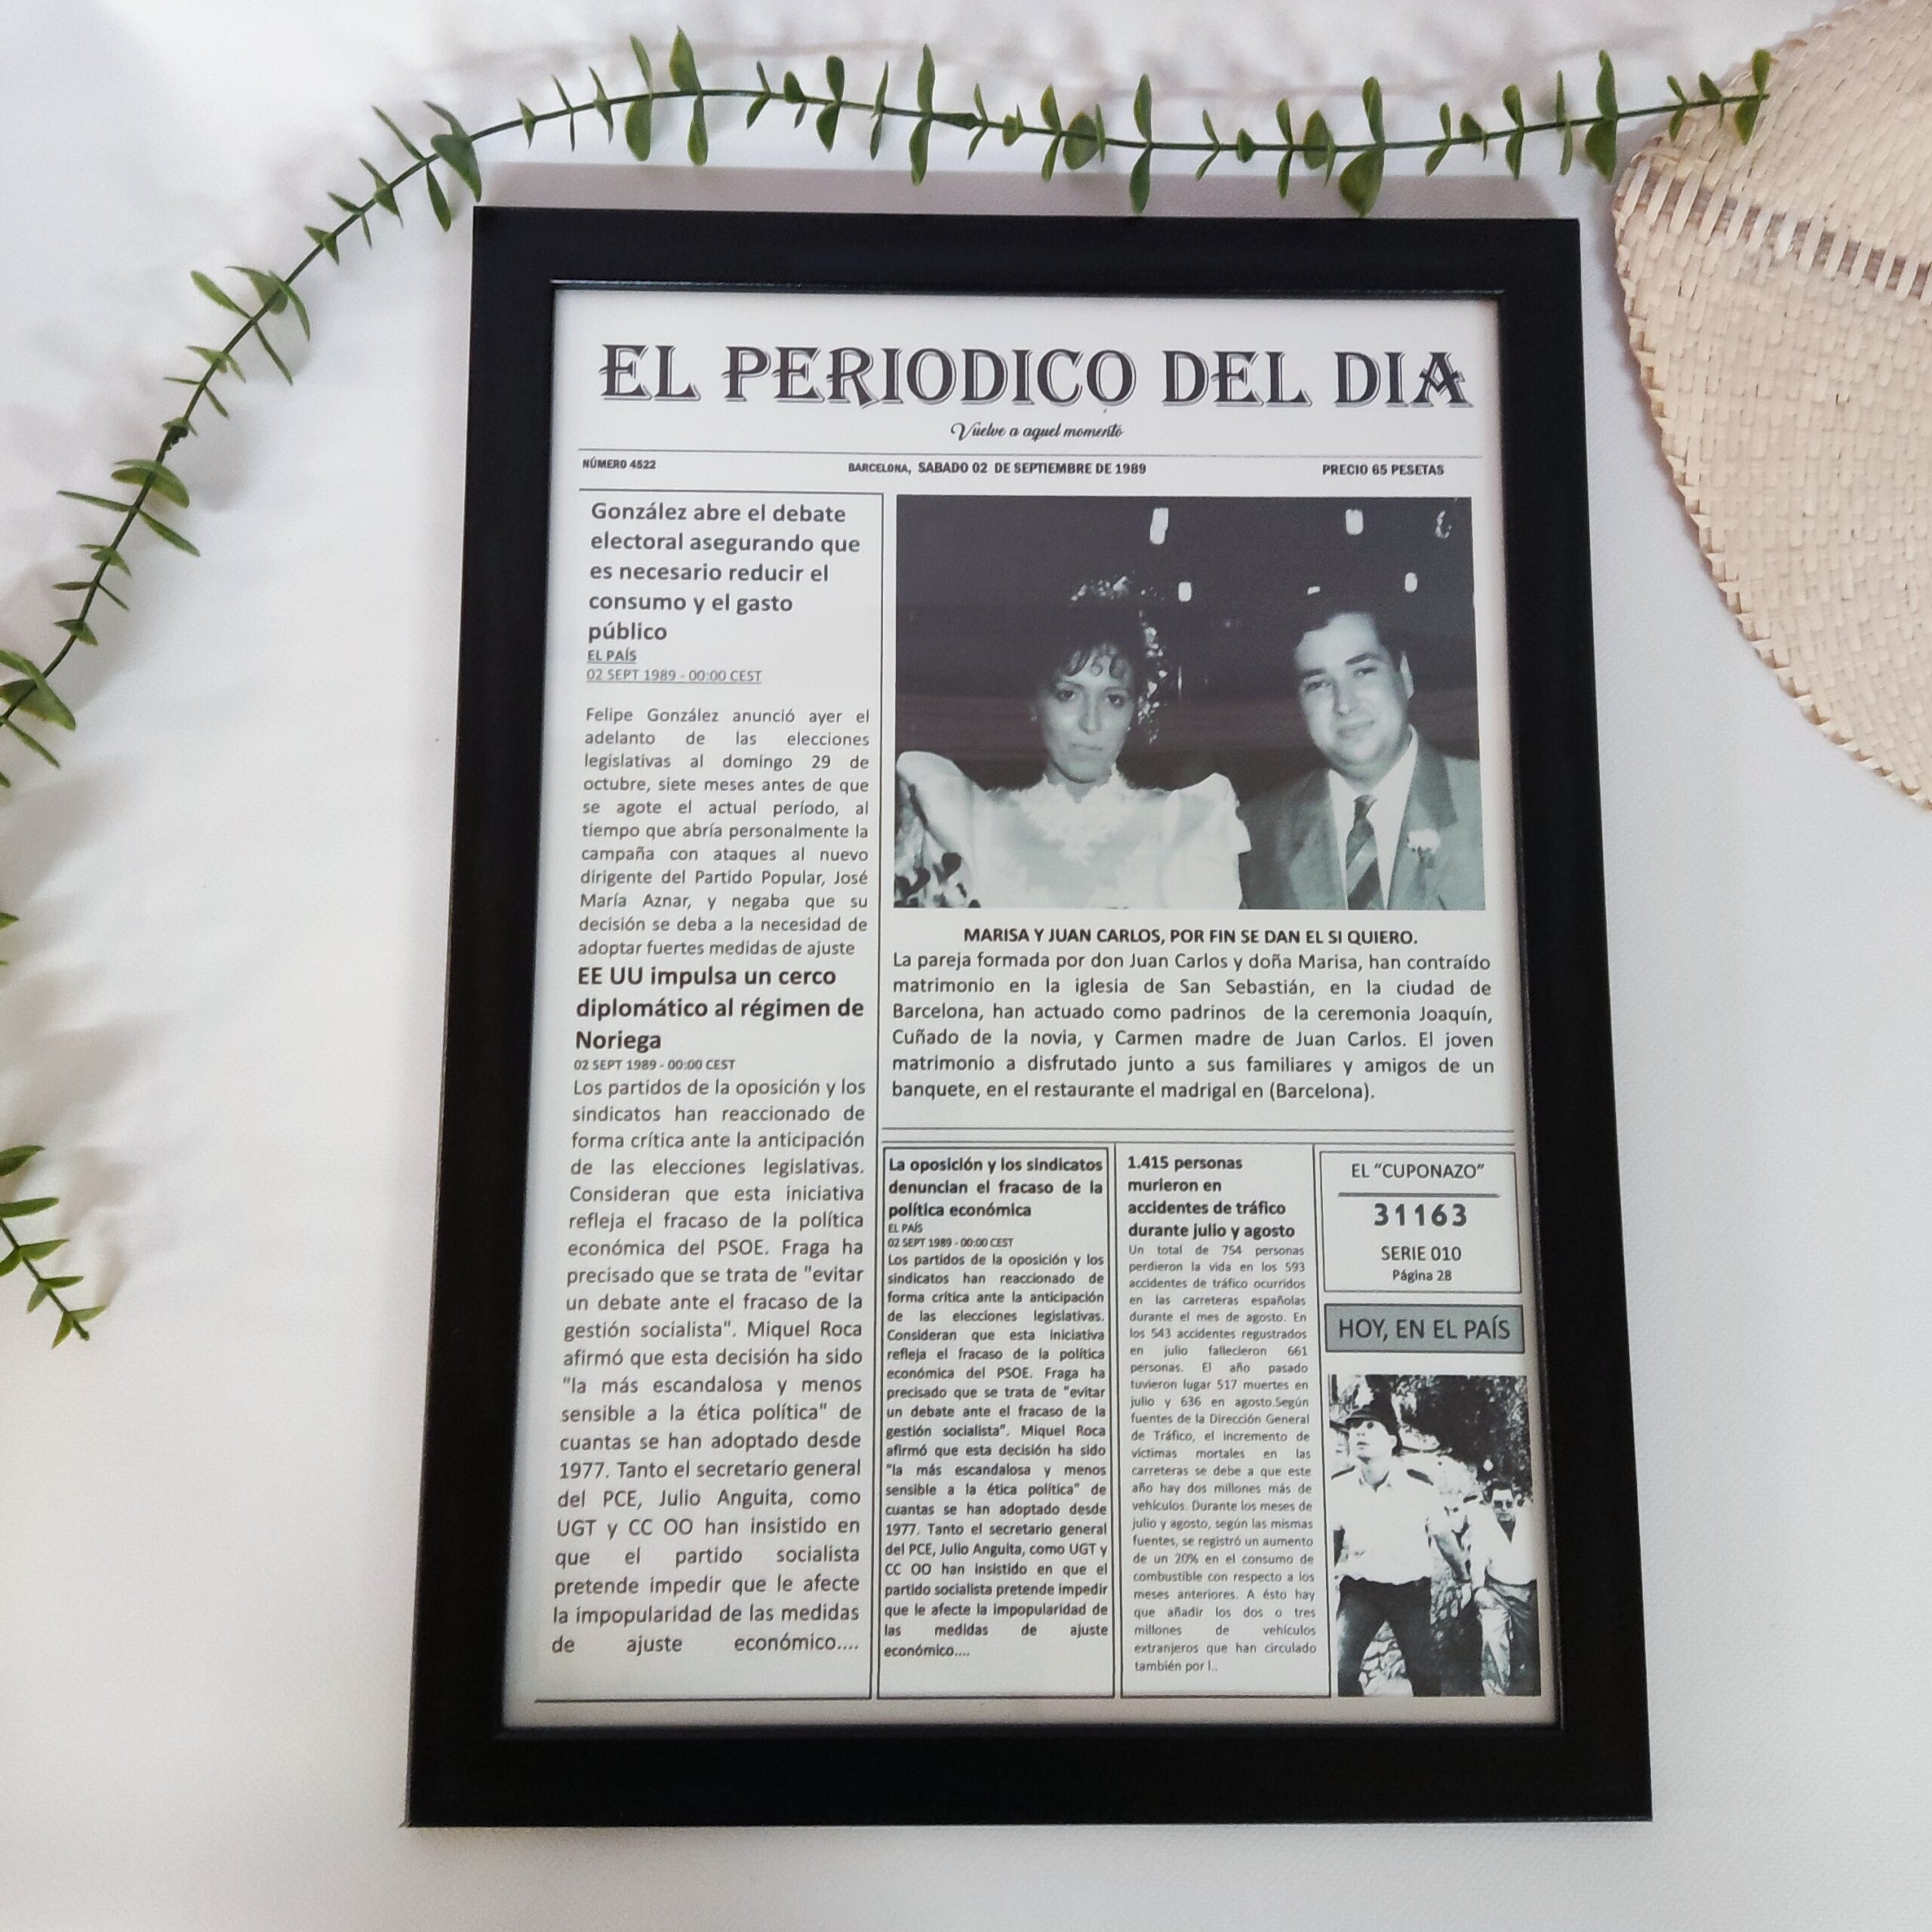 EL PERIODICO DEL DIA
Vuelve a aquel momento
NÚMERO 4522
BARCELONA, SABADO 02 DE SEPTIEMBRE DE 1989
PRECIO 65 PESETAS
González abre el debate
electoral asegurando que
es necesario reducir el
consumo y el gasto
público
EL PAÍS
02 SEPT 1989 - 00:00 CEST
Felipe González anunció ayer el
adelanto de las elecciones
legislativas al domingo 29 de
octubre, siete meses antes de que
se agote el actual período, al
tiempo que abría personalmente la
campaña con ataques al nuevo
dirigente del Partido Popular, José
María Aznar, y negaba que su
decisión se deba a la necesidad de
adoptar fuertes medidas de ajuste
EE UU impulsa un cerco
diplomático al régimen de
Noriega
02 SEPT 1989 - 00:00 CEST
Los partidos de la oposición y los
sindicatos han reaccionado de
forma crítica ante la anticipación
de las elecciones legislativas.
Consideran que esta iniciativa
refleja el fracaso de la política
económica del PSOE. Fraga ha
precisado que se trata de "evitar
un debate ante el fracaso de la
gestión socialista". Miquel Roca
afirmó que esta decisión ha sido
"la más escandalosa y menos
sensible a la ética política" de
cuantas se han adoptado desde
1977. Tanto el secretario general
del PCE, Julio Anguita, como
UGT y CC OO han insistido en
que el partido socialista
pretende impedir que le afecte
la impopularidad de las medidas
de ajuste económico....
MARISA Y JUAN CARLOS, POR FIN SE DAN EL SI QUIERO.
La pareja formada por don Juan Carlos y doña Marisa, han contraído
matrimonio en la iglesia de San Sebastián, en la ciudad de
Barcelona, han actuado como padrinos de la ceremonia Joaquín,
Cuñado de la novia, y Carmen madre de Juan Carlos. El joven
matrimonio a disfrutado junto a sus familiares y amigos de un
banquete, en el restaurante el madrigal en (Barcelona).
La oposición y los sindicatos
denuncian el fracaso de la
política económica
EL PAÍS
02 SEPT 1989 - 00:00 CEST
Los partidos de la oposición y los
sindicatos han reaccionado de
forma crítica ante la anticipación
de las elecciones legislativas.
Consideran que esta iniciativa
refleja el fracaso de la política
económica del PSOE. Fraga ha
precisado que se trata de "evitar
un debate ante el fracaso de la
gestión socialista". Miquel Roca
afirmó que esta decisión ha sido
"la más escandalosa y menos
sensible a la ética política" de
cuantas se han adoptado desde
1977. Tanto el secretario general
del PCE, Julio Anguita, como UGT y
CC OO han insistido en que el
partido socialista pretende impedir
que le afecte la impopularidad de
las medidas de ajuste
económico....
1.415 personas
murieron en
accidentes de tráfico
durante julio y agosto
Un total de 754 personas
perdieron la vida en los 593
accidentes de tráfico ocurridos
en las carreteras españolas
durante el mes de agosto. En
los 543 accidentes regustrados
en julio fallecieron 661
personas. El año pasado
tuvieron lugar 517 muertes en
julio y 636 en agosto.Según
fuentes de la Dirección General
de Tráfico, el incremento de
víctimas mortales en las
carreteras se debe a que este
año hay dos millones más de
vehículos. Durante los meses de
julio y agosto, según las mismas
fuentes, se registró un aumento
de un 20% en el consumo de
combustible con respecto a los
meses anteriores. A ésto hay
que añadir los dos o tres
millones de vehículos
extranjeros que han circulado
también por l..
EL "CUPONAZO"
31163
SERIE 010
Página 28
HOY, EN EL PAÍS